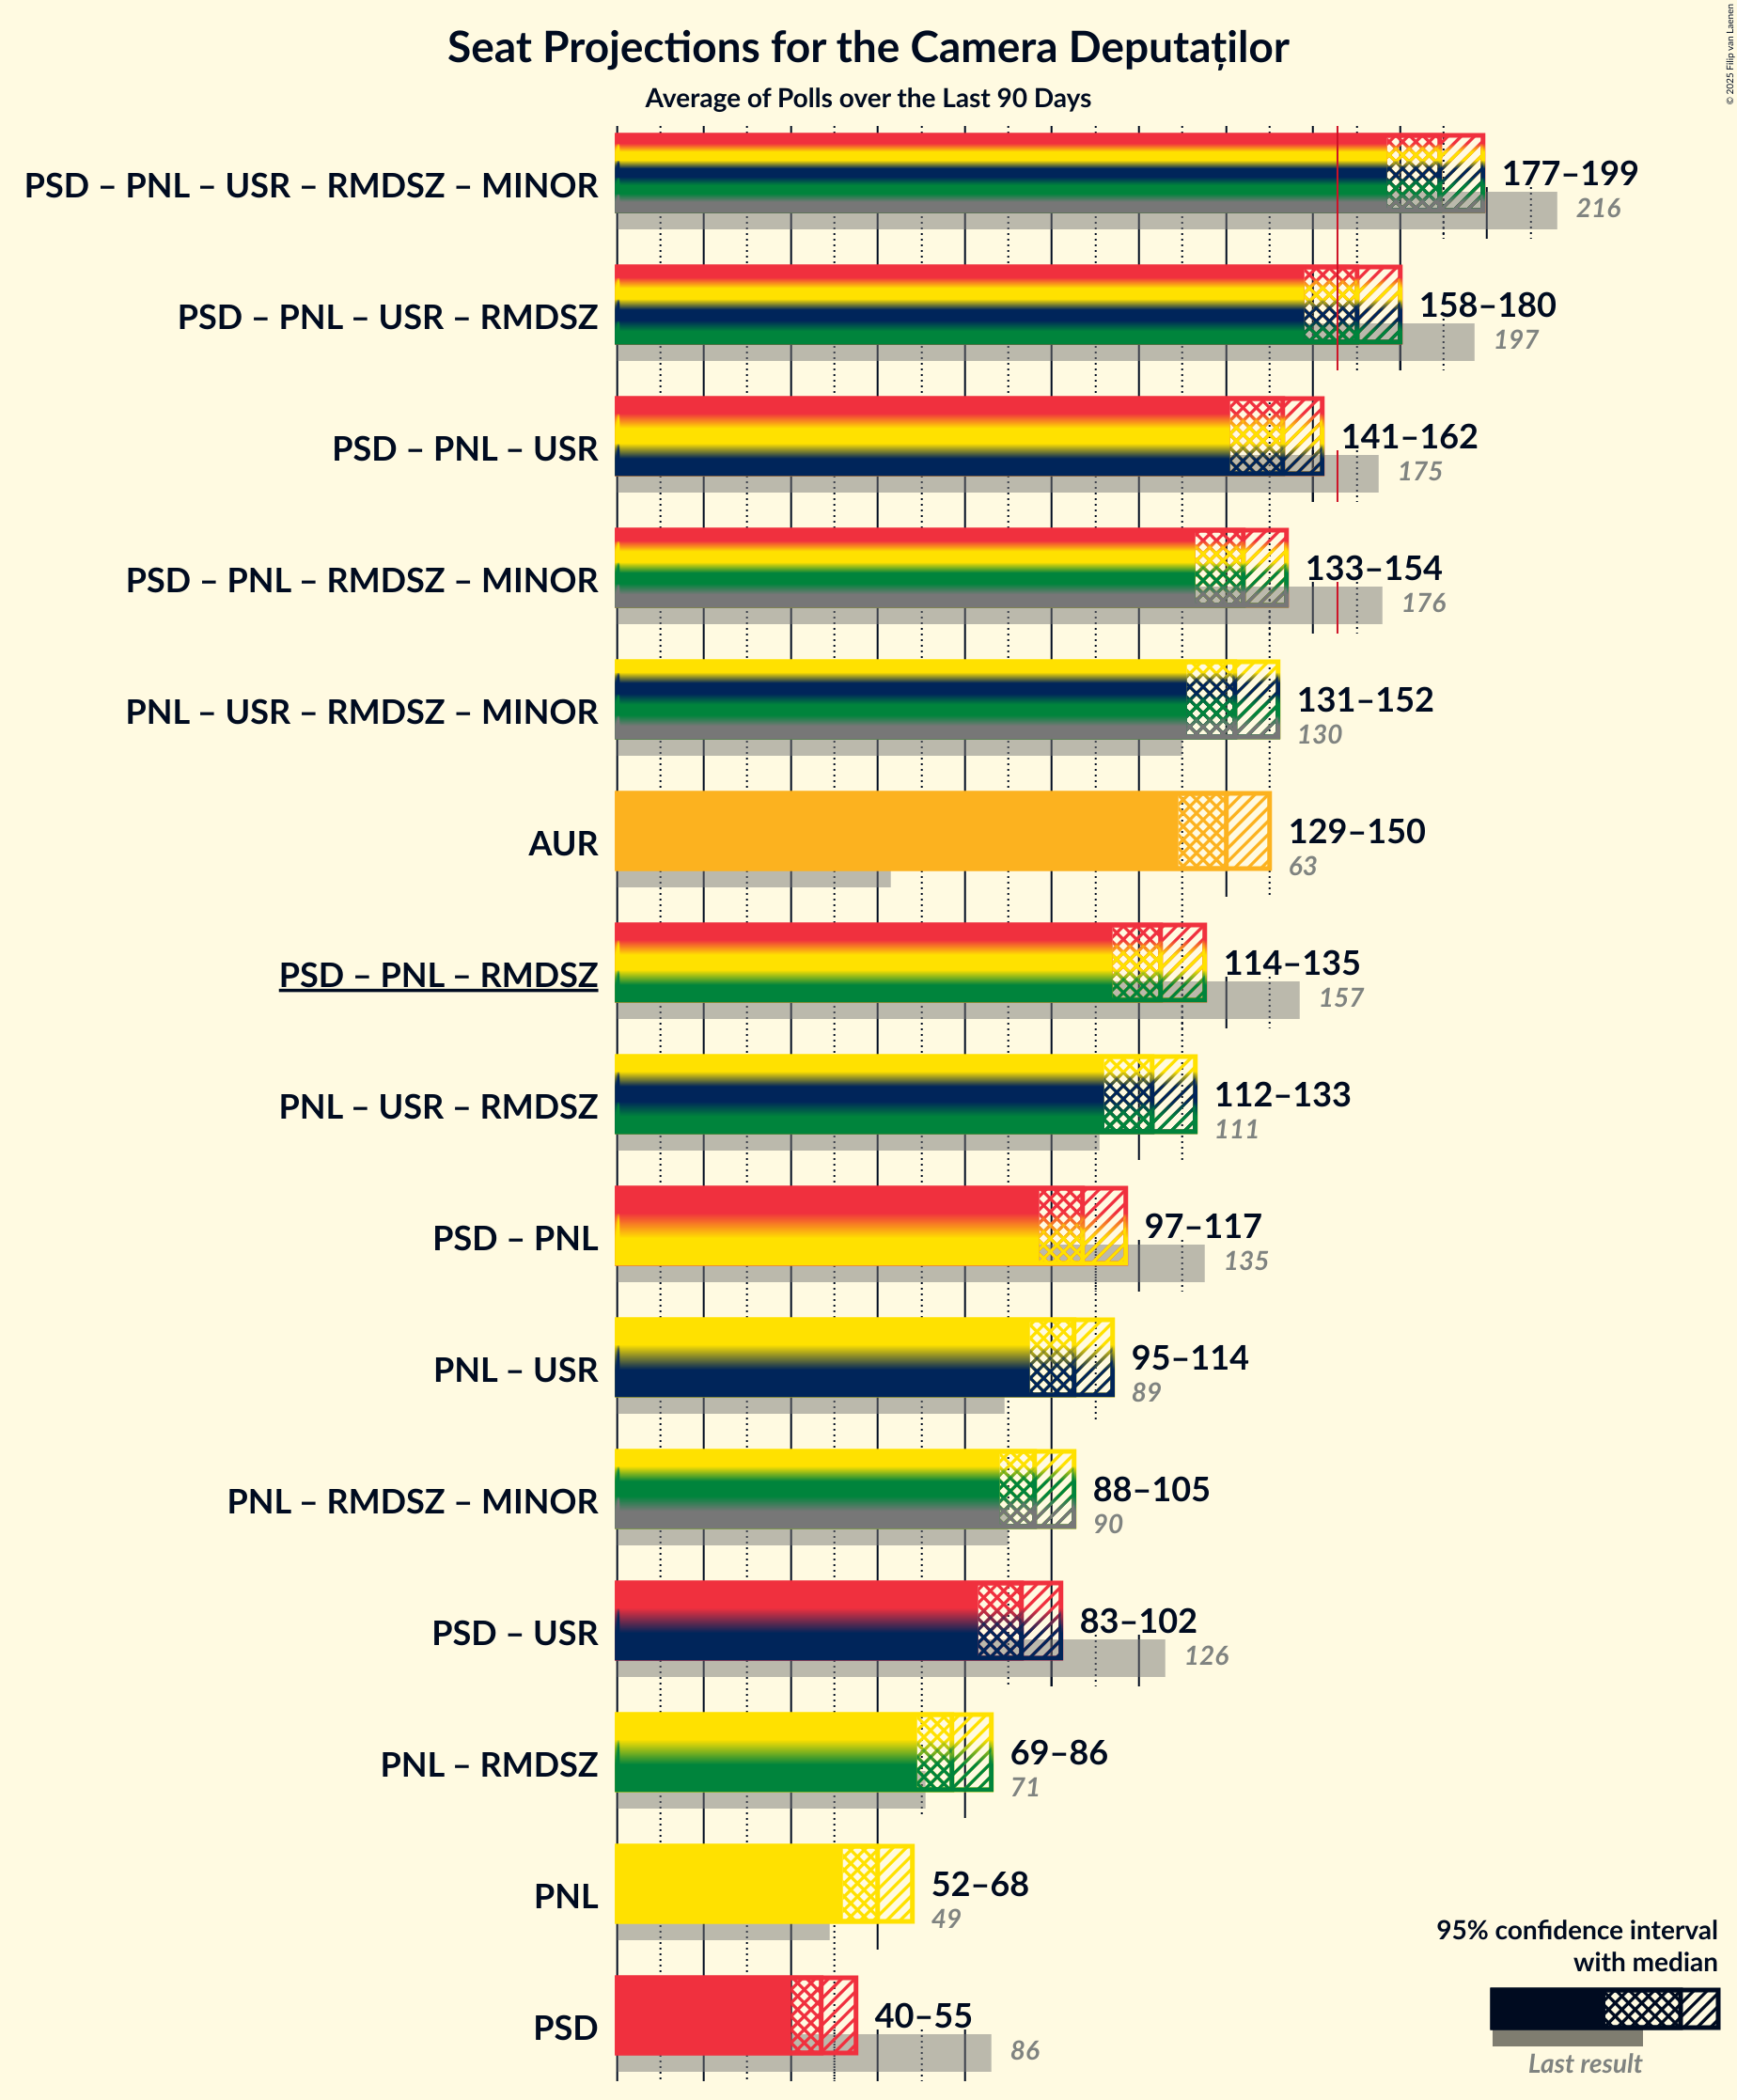 Seat Projections for the Camera Deputaților
Average of Polls over the Last 90 Days
© 2025 Filip van Laenen
PSD – PNL – USR – RMDSZ – MINOR
177–199
216
PSD – PNL – USR – RMDSZ
158–180
197
PSD – PNL – USR
141–162
175
PSD – PNL – RMDSZ – MINOR
133–154
176
PNL – USR – RMDSZ – MINOR
131–152
130
AUR
129–150
63
PSD – PNL – RMDSZ
114–135
157
PNL – USR – RMDSZ
112–133
111
PSD – PNL
97–117
135
PNL – USR
95–114
89
PNL – RMDSZ – MINOR
88–105
90
PSD – USR
83–102
126
PNL – RMDSZ
69–86
71
PNL
52–68
49
PSD
40–55
86
95% confidence interval
with median
Last result